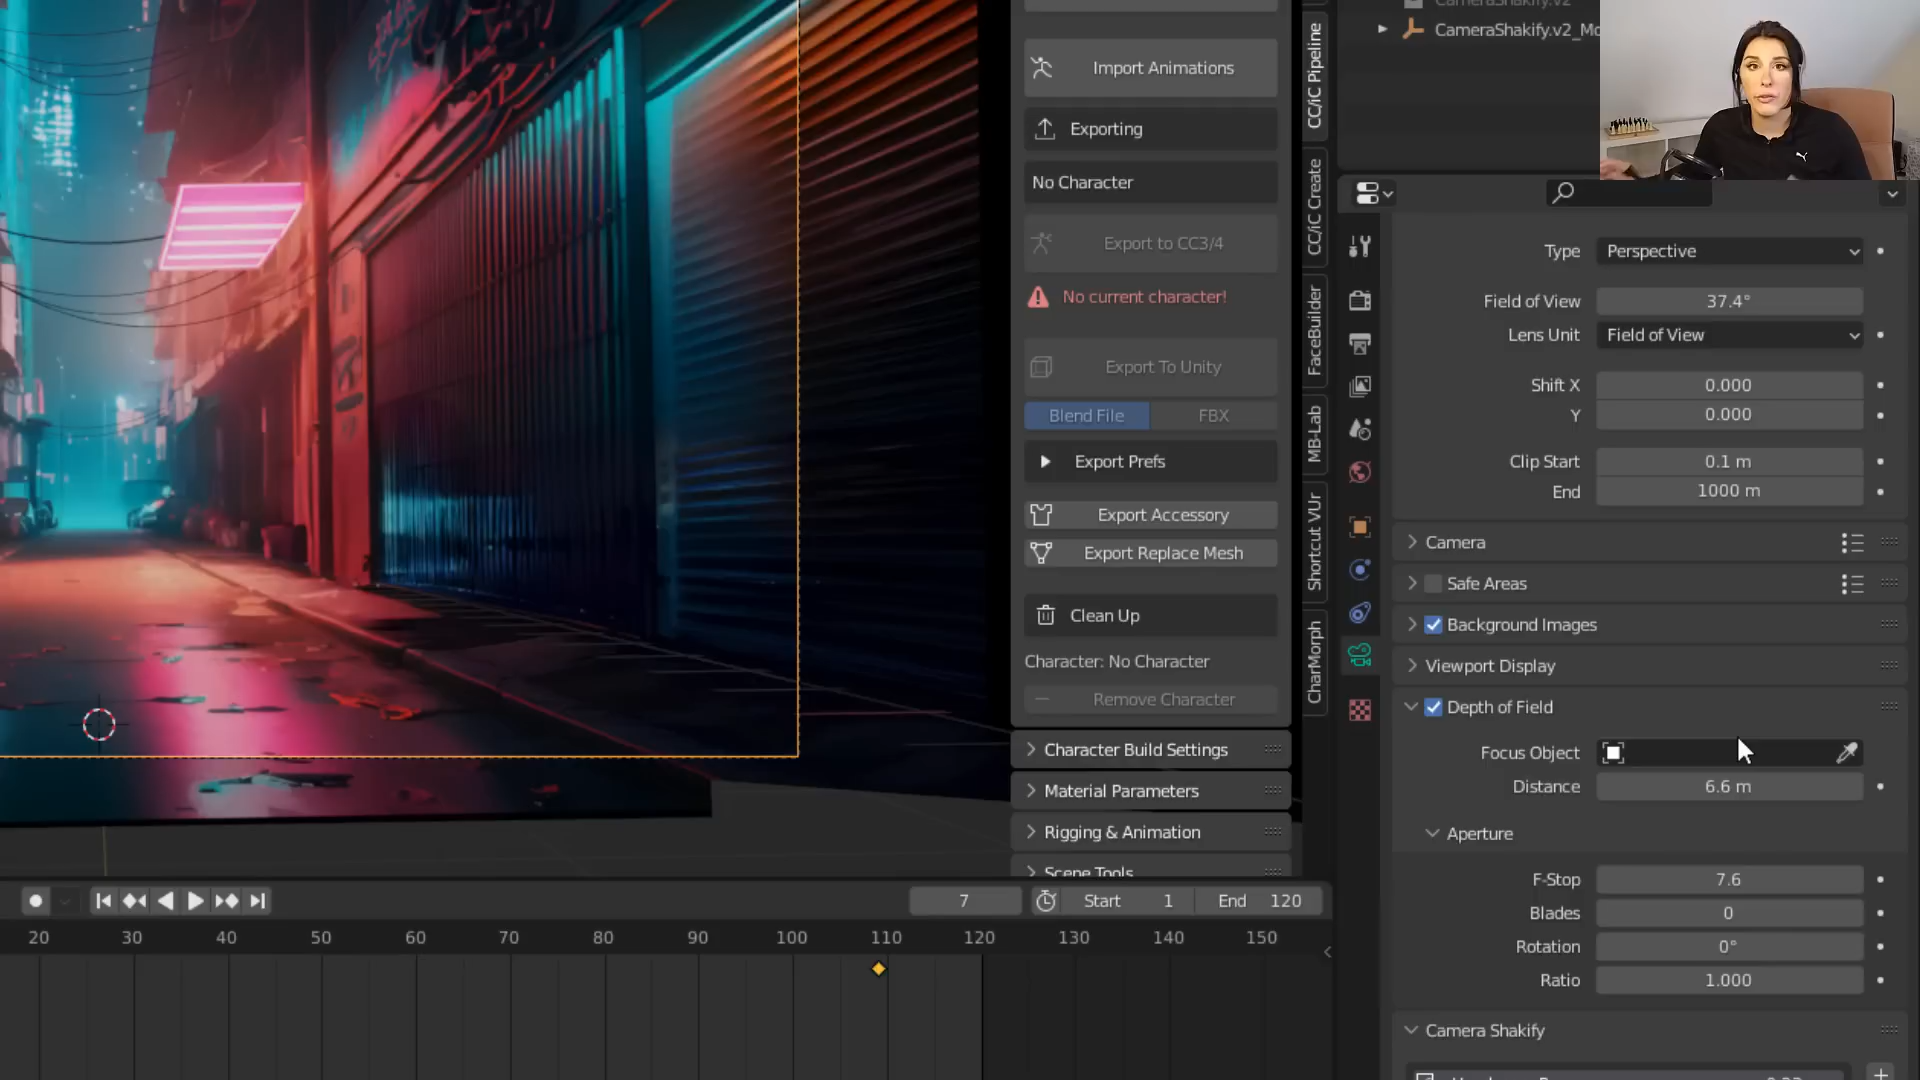 Import Animations
Exporting
No Character
Export to CC3/4
No current character!
Export To Unity
Blend File
FBX
Export Prefs
Export Accessory
Export Replace Mesh
Clean Up
Character: No Character
Remove Character
Character Build Settings
Material Parameters
Rigging & Animation
Scene Tools
CC/iC Pipeline
CC/iC Create
FaceBuilder
MB-Lab
Shortcut VUr
CharMorph
CameraShakify.v2
CameraShakify.v2_Mo
Type
Perspective
Field of View
37.4°
Lens Unit
Field of View
Shift X
0.000
Y
0.000
Clip Start
0.1 m
End
1000 m
Camera
Safe Areas
Background Images
Viewport Display
Depth of Field
Focus Object
Distance
6.6 m
Aperture
F-Stop
7.6
Blades
0
Rotation
0°
Ratio
1.000
Camera Shakify
7
Start
1
End
120
20
30
40
50
60
70
80
90
100
110
120
130
140
150